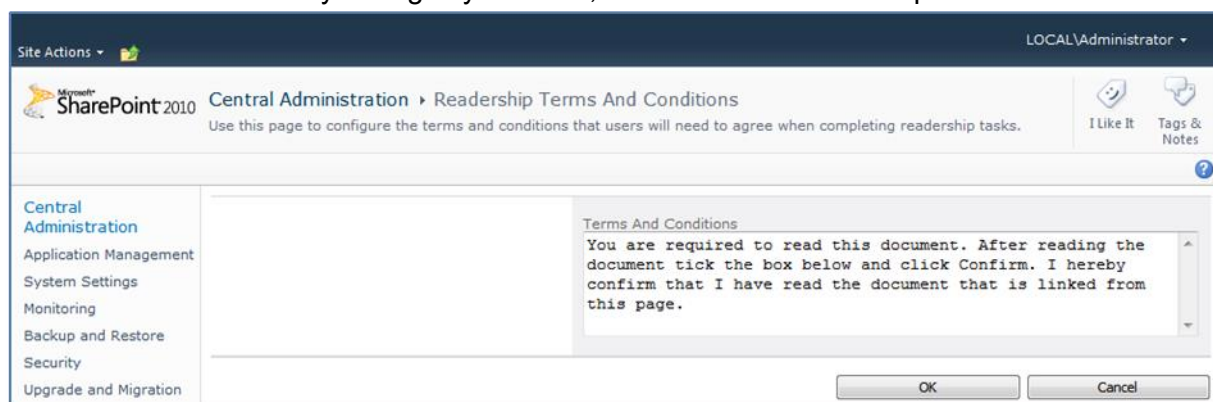 LOCAL\Administrator
Site Actions
Microsoft
SharePoint 2010
Central Administration ▸ Readership Terms And Conditions
Use this page to configure the terms and conditions that users will need to agree when completing readership tasks.
I Like It
Tags &
Notes
Central
Administration
Application Management
System Settings
Monitoring
Backup and Restore
Security
Upgrade and Migration
Terms And Conditions
You are required to read this document. After reading the
document tick the box below and click Confirm. I hereby
confirm that I have read the document that is linked from
this page.
OK
Cancel